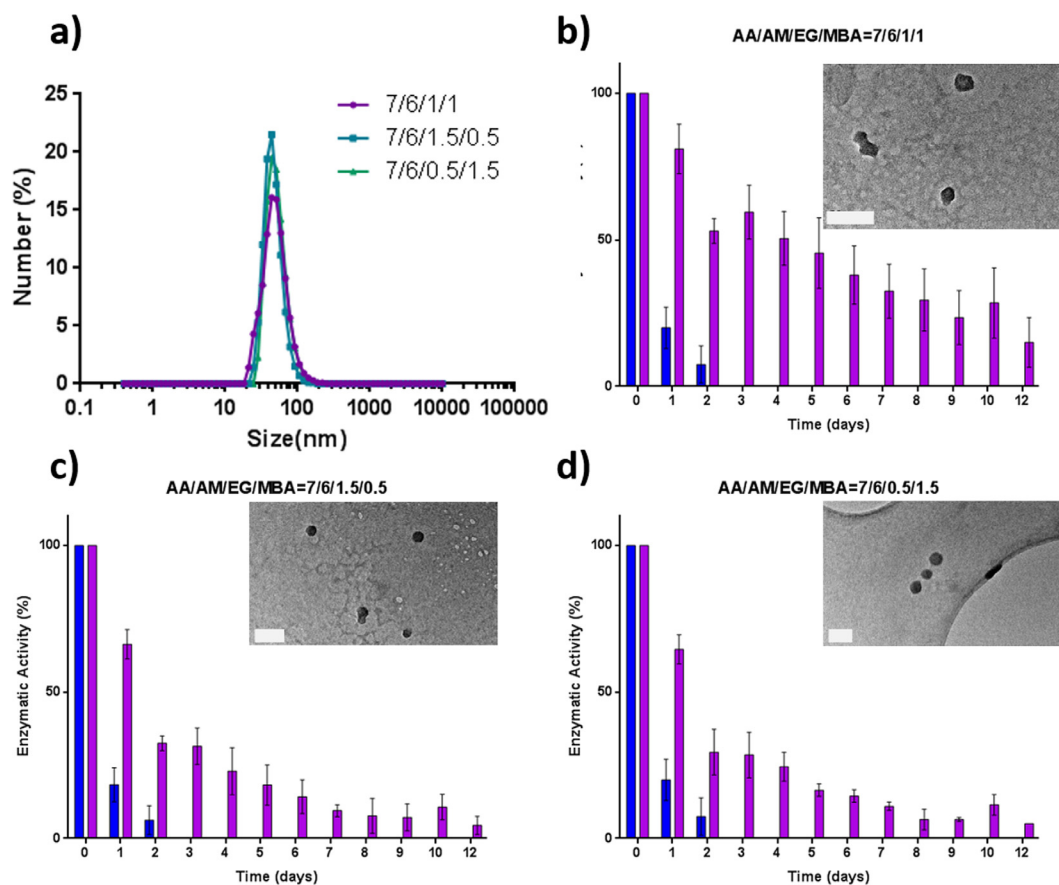 a)
25
20
15
10
5
0
Number (%)
7/6/1/1
7/6/1.5/0.5
7/6/0.5/1.5
0.1 1 10 100 1000 10000 100000
Size(nm)
b)
AA/AM/EG/MBA=7/6/1/1
100
50
0
0 1 2 3 4 5 6 7 8 9 10 12
Time (days)
c)
AA/AM/EG/MBA=7/6/1.5/0.5
100
50
0
Enzymatic Activity (%)
0 1 2 3 4 5 6 7 8 9 10 12
Time (days)
d)
AA/AM/EG/MBA=7/6/0.5/1.5
100
50
0
Enzymatic Activity (%)
0 1 2 3 4 5 6 7 8 9 10 12
Time (days)